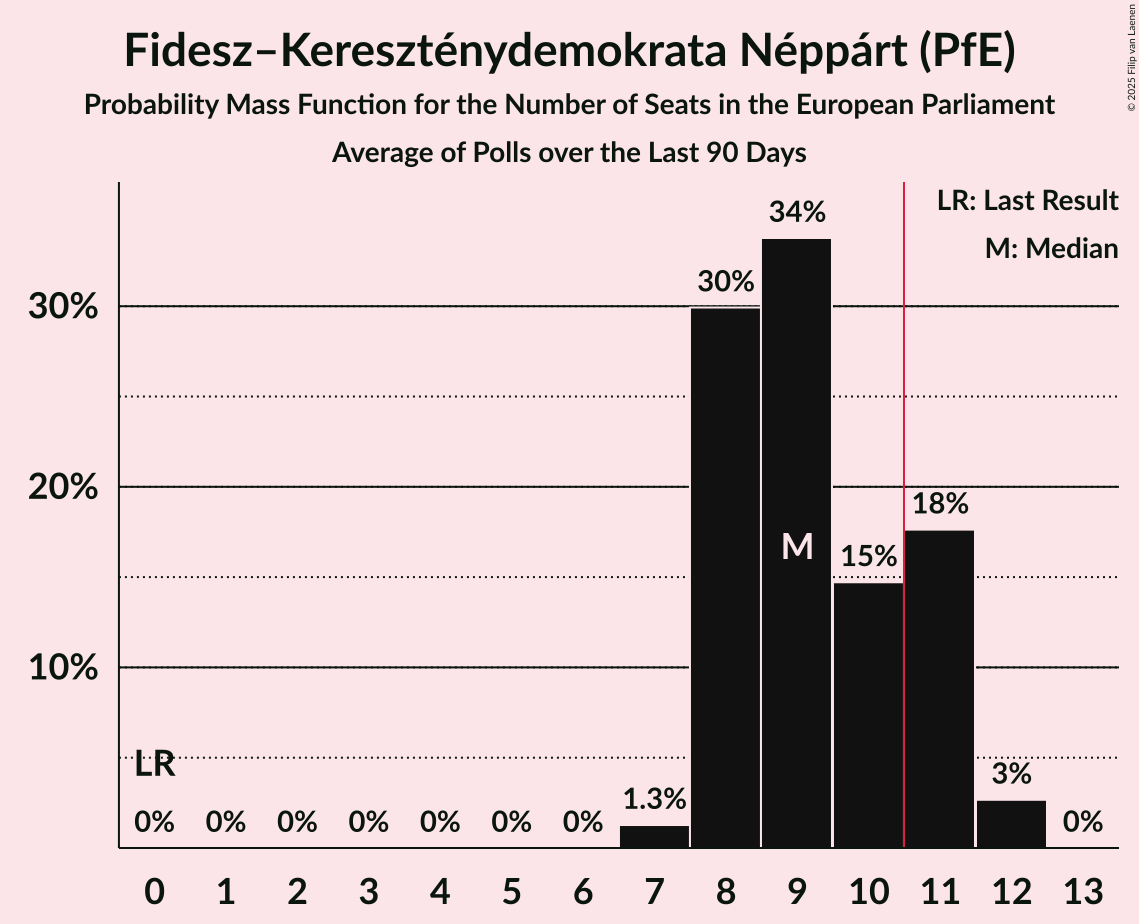 Fidesz–Kereszténydemokrata Néppárt (PfE)
Probability Mass Function for the Number of Seats in the European Parliament
Average of Polls over the Last 90 Days
© 2025 Filip van Laenen
LR: Last Result
M: Median
34%
30%
30%
20%
18%
M
15%
10%
LR
3%
1.3%
0% 0% 0% 0% 0% 0% 0% 0%
0 1 2 3 4 5 6 7 8 9 10 11 12 13